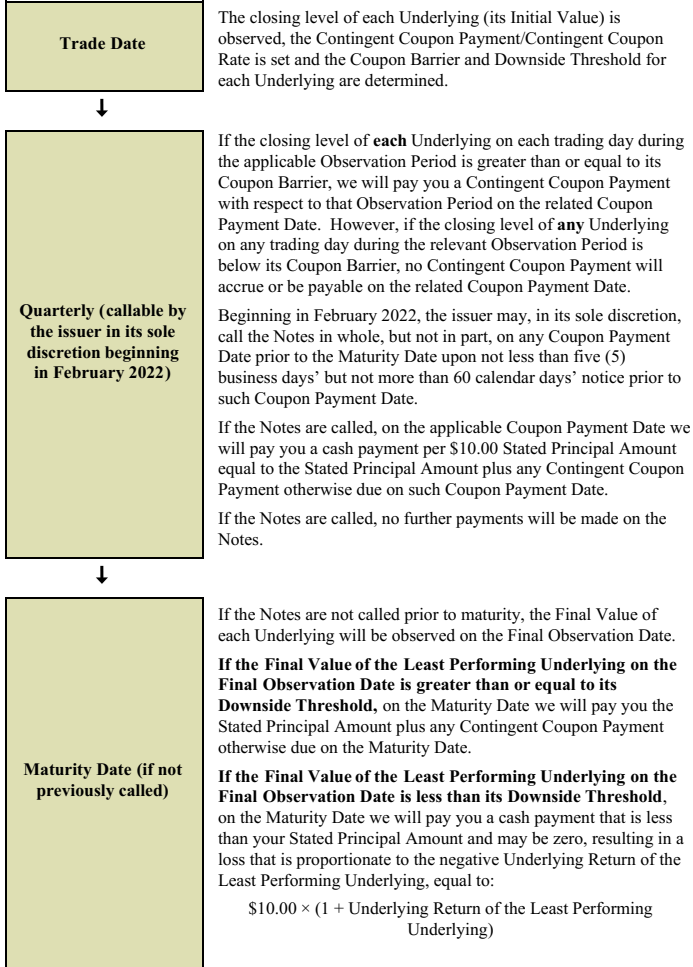 Trade Date
The closing level of each Underlying (its Initial Value) is
observed, the Contingent Coupon Payment/Contingent Coupon
Rate is set and the Coupon Barrier and Downside Threshold for
each Underlying are determined.
Quarterly (callable by
the issuer in its sole
discretion beginning
in February 2022)
If the closing level of each Underlying on each trading day during
the applicable Observation Period is greater than or equal to its
Coupon Barrier, we will pay you a Contingent Coupon Payment
with respect to that Observation Period on the related Coupon
Payment Date. However, if the closing level of any Underlying
on any trading day during the relevant Observation Period is
below its Coupon Barrier, no Contingent Coupon Payment will
accrue or be payable on the related Coupon Payment Date.
Beginning in February 2022, the issuer may, in its sole discretion,
call the Notes in whole, but not in part, on any Coupon Payment
Date prior to the Maturity Date upon not less than five (5)
business days’ but not more than 60 calendar days’ notice prior to
such Coupon Payment Date.
If the Notes are called, on the applicable Coupon Payment Date we
will pay you a cash payment per $10.00 Stated Principal Amount
equal to the Stated Principal Amount plus any Contingent Coupon
Payment otherwise due on such Coupon Payment Date.
If the Notes are called, no further payments will be made on the
Notes.
Maturity Date (if not
previously called)
If the Notes are not called prior to maturity, the Final Value of
each Underlying will be observed on the Final Observation Date.
If the Final Value of the Least Performing Underlying on the
Final Observation Date is greater than or equal to its
Downside Threshold, on the Maturity Date we will pay you the
Stated Principal Amount plus any Contingent Coupon Payment
otherwise due on the Maturity Date.
If the Final Value of the Least Performing Underlying on the
Final Observation Date is less than its Downside Threshold,
on the Maturity Date we will pay you a cash payment that is less
than your Stated Principal Amount and may be zero, resulting in a
loss that is proportionate to the negative Underlying Return of the
Least Performing Underlying, equal to:
$10.00 × (1 + Underlying Return of the Least Performing
Underlying)